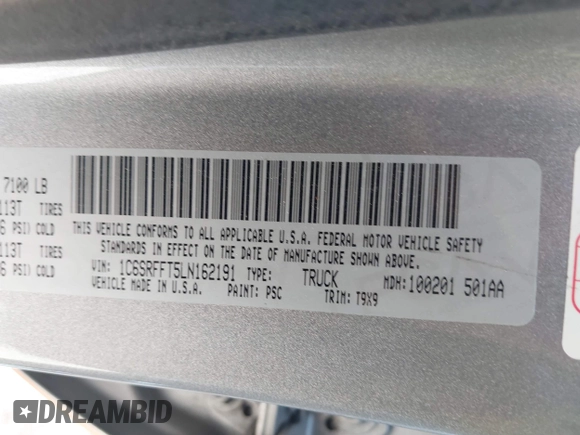 7100 LB
113T TIRES
6 PSI) COLD
113T TIRES
6 PSI) COLD
THIS VEHICLE CONFORMS TO ALL APPLICABLE U.S.A. FEDERAL MOTOR VEHICLE SAFETY
STANDARDS IN EFFECT ON THE DATE OF MANUFACTURE SHOWN ABOVE.
VIN: 1C6SRFFT5LN162191 TYPE: TRUCK MDH:100201 501AA
VEHICLE MADE IN U.S.A. PAINT: PSC TRIM: T9X9
DREAMBID